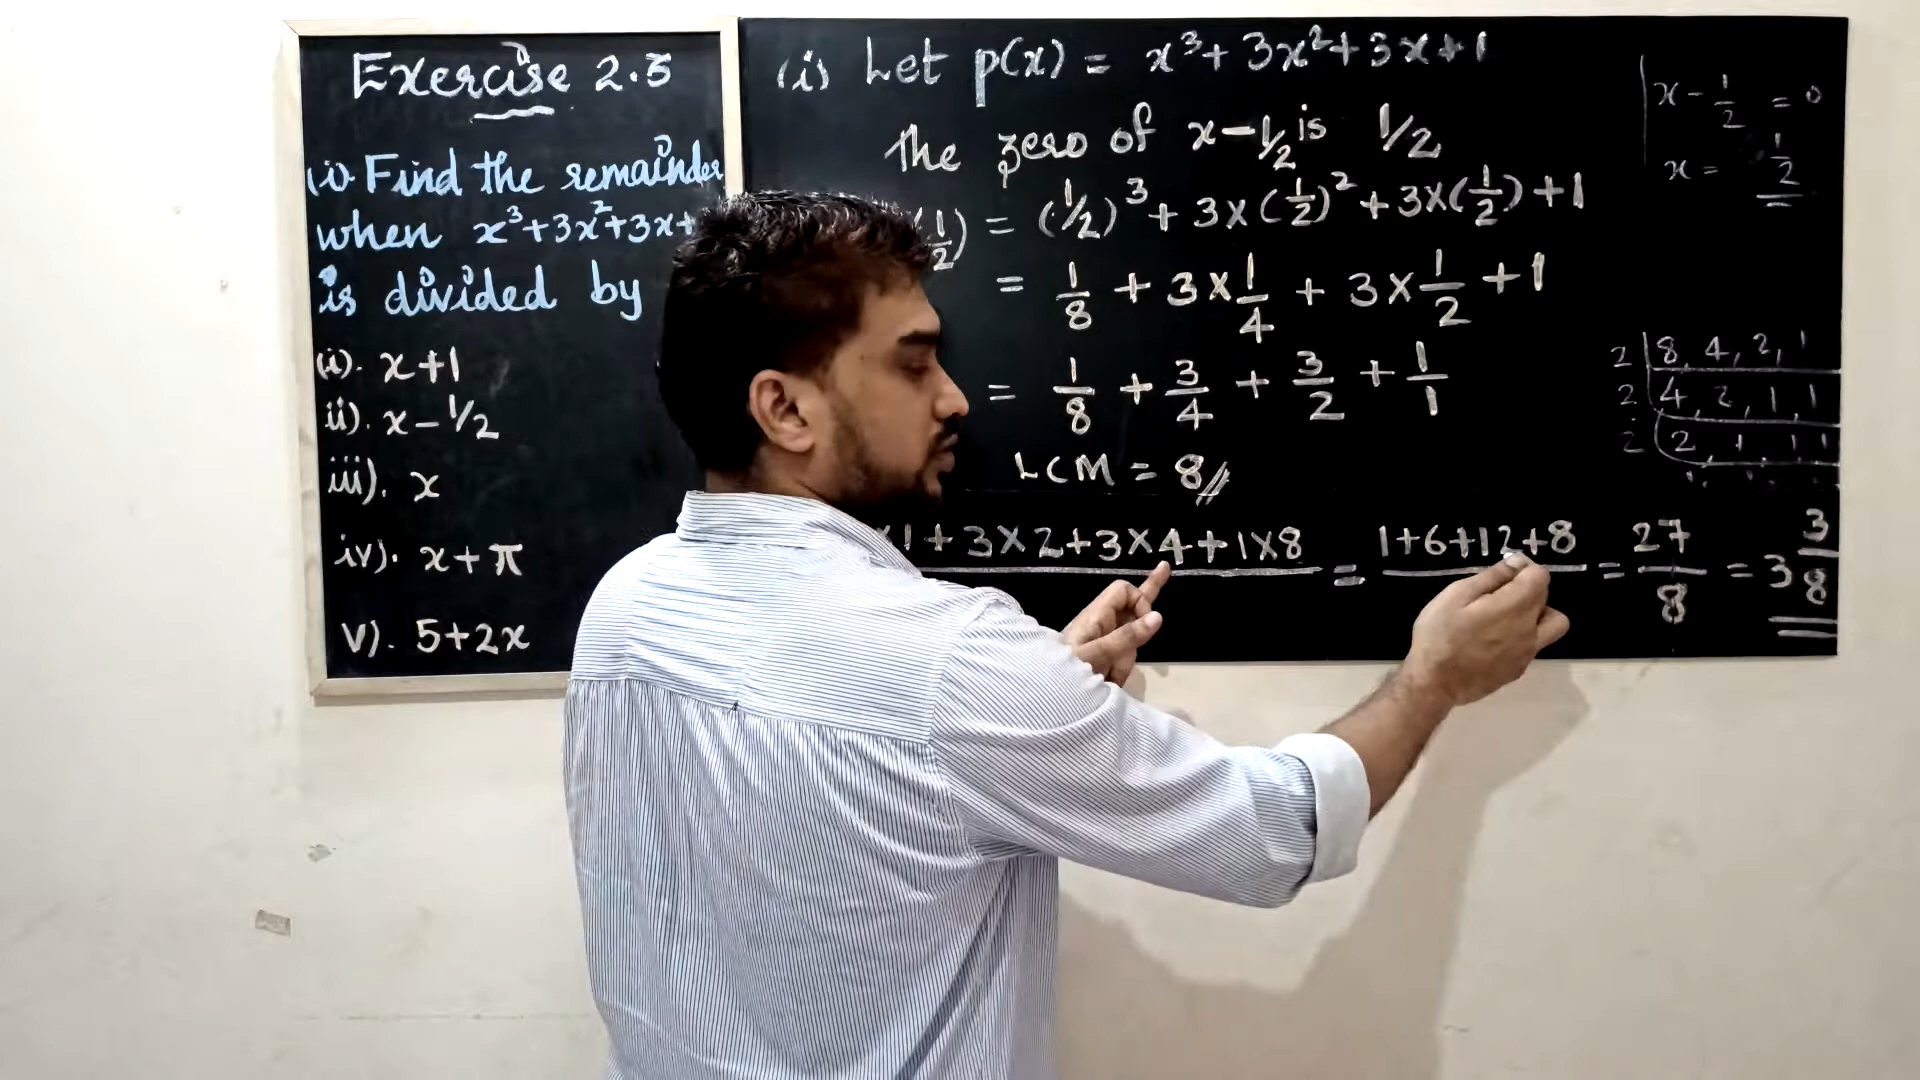 Exercise 2.5
(i). Find the remainder
when x³+3x²+3x+
is divided by
(i). x+1
ii). x-1/2
iii). x
iv). x+π
v). 5+2x
(i) Let p(x) = x³+3x²+3x+1
the zero of x-1/2 is 1/2
(1/2) = (1/2)³+3×(1/2)²+3×(1/2)+1
= 1/8 + 3×1/4 + 3×1/2 + 1
= 1/8 + 3/4 + 3/2 + 1/1
LCM = 8//
×1+3×2+3×4+1×8 = 1+6+12+8 = 27/8 = 3 3/8
x-1/2 = 0
x = 1/2
2 | 8, 4, 2, 1
2 | 4, 2, 1, 1
2 | 2, 1, 1, 1